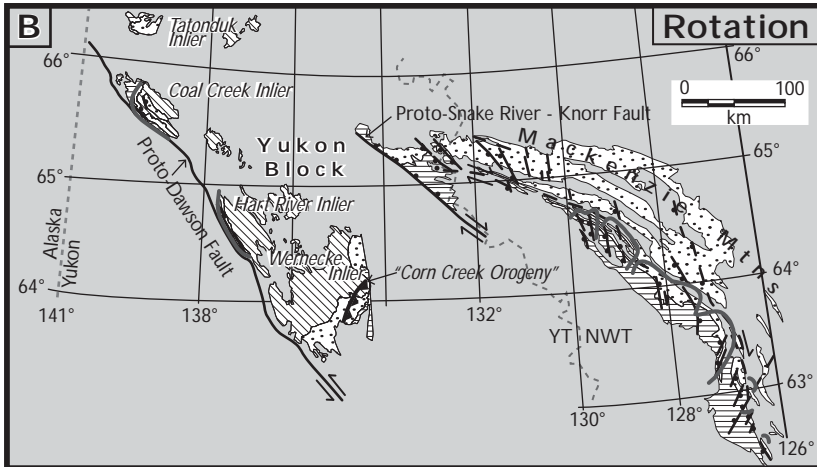 B
Rotation
Tatonduk
Inlier
66°
66°
Coal Creek Inlier
0
100
km
Proto-Snake River - Knorr Fault
Yukon
Block
Mackenzie Mtns
65°
65°
Proto-Dawson Fault
Hart River Inlier
Alaska
Yukon
Wernecke
Inlier
"Corn Creek Orogeny"
64°
64°
141°
138°
132°
YT
NWT
63°
130°
128°
126°